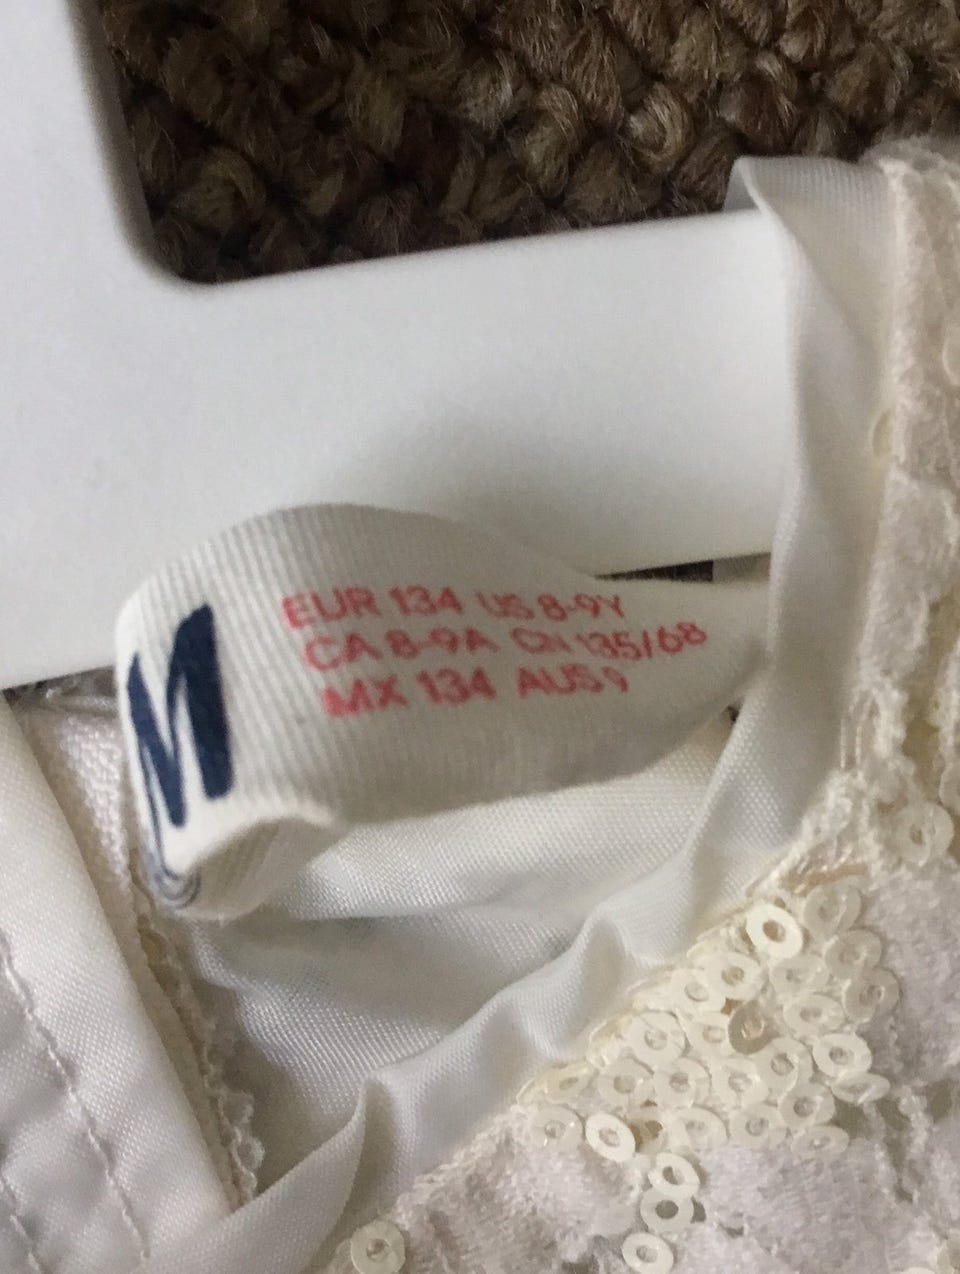 M
EUR 134 US 8-9Y
CA 8-9A CN 135/68
MX 134 AUS 9